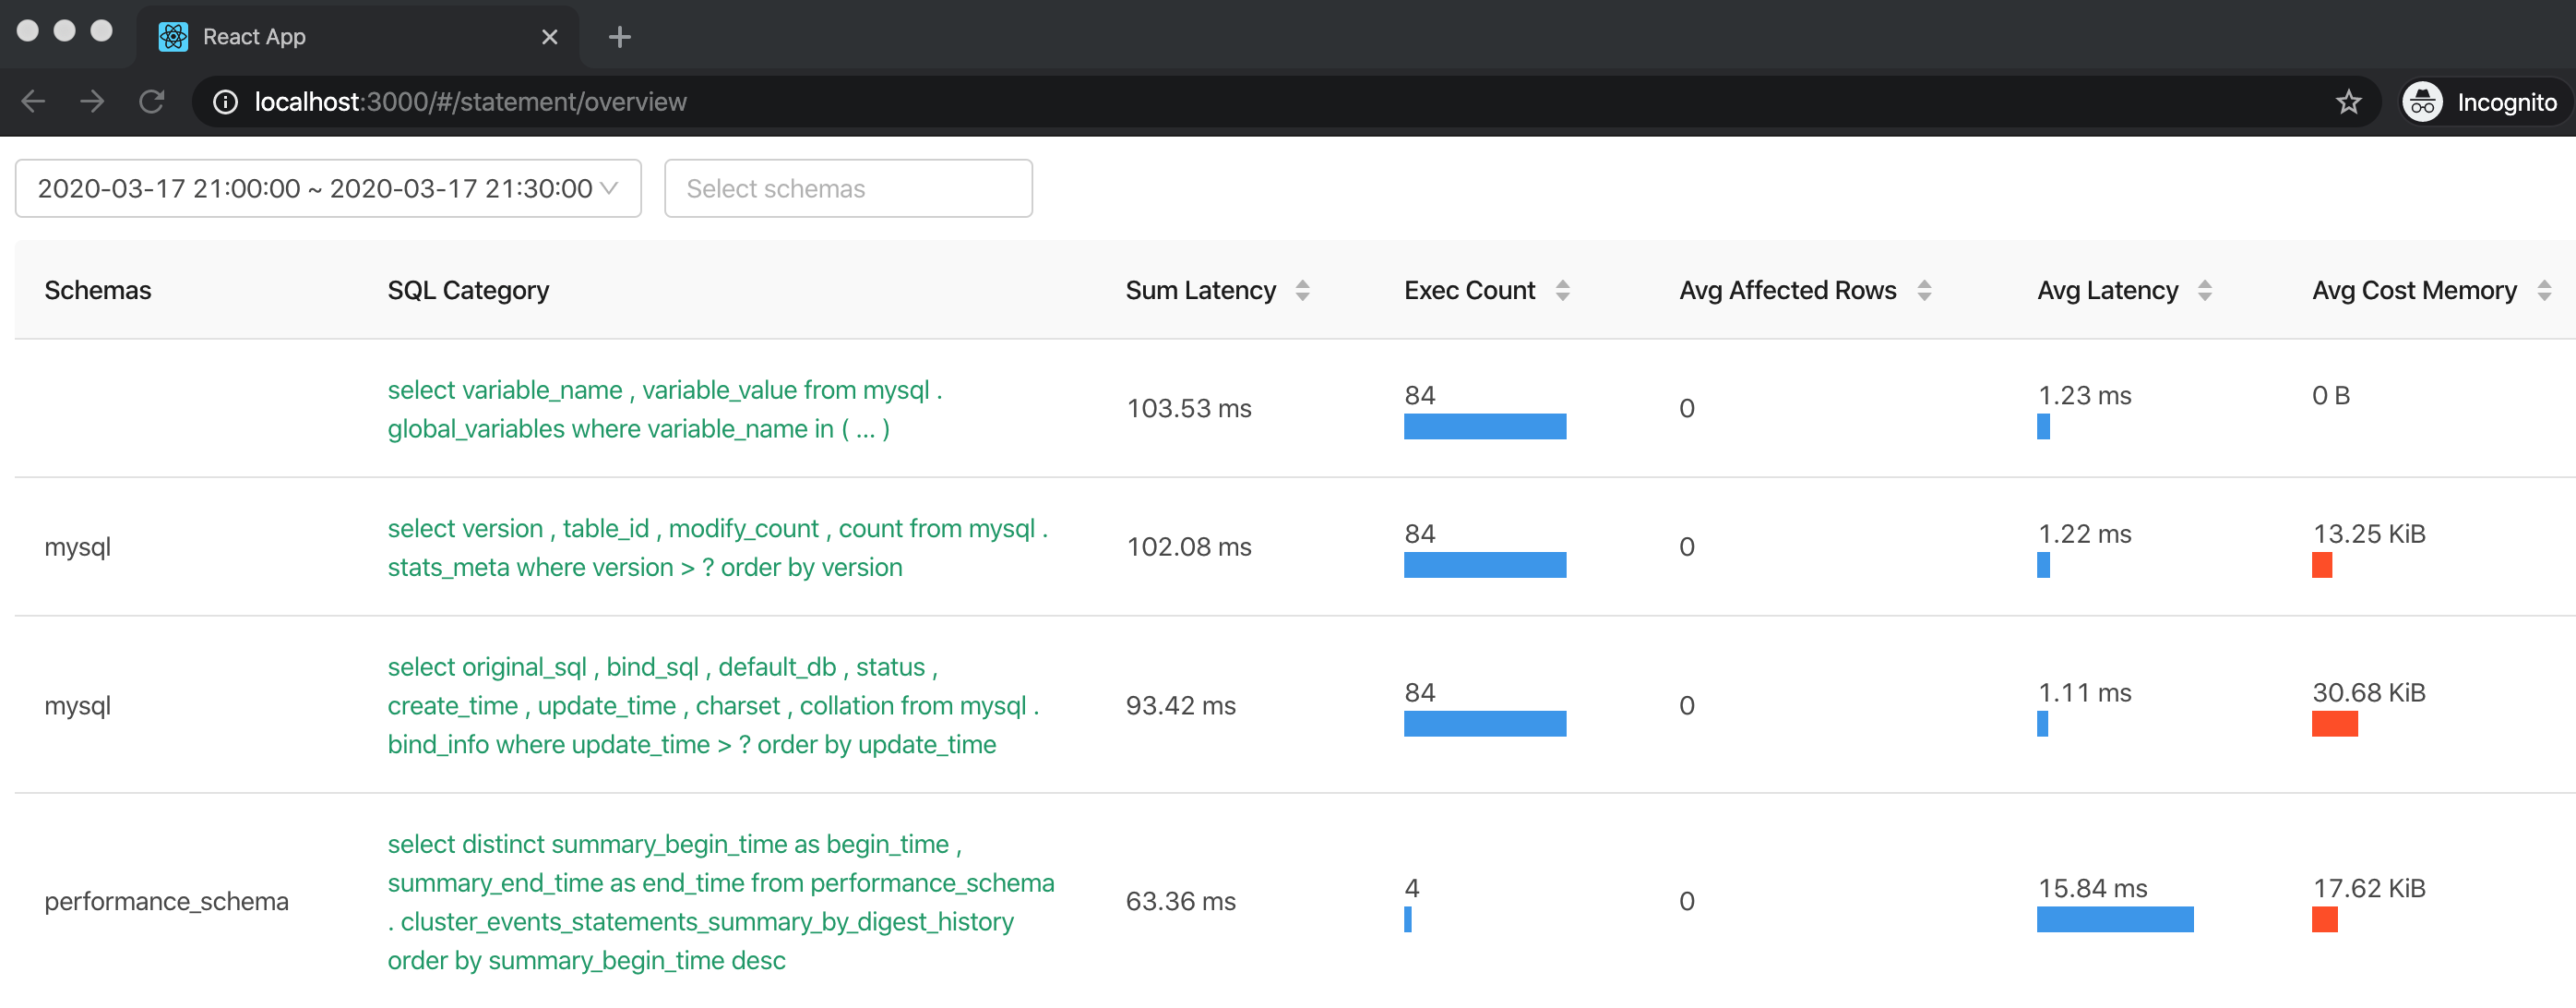 React App
localhost:3000/#/statement/overview
Incognito
2020-03-17 21:00:00 ~ 2020-03-17 21:30:00
Select schemas
Schemas SQL Category Sum Latency Exec Count Avg Affected Rows Avg Latency Avg Cost Memory
select variable_name , variable_value from mysql .
global_variables where variable_name in ( ... )
103.53 ms
84
0
1.23 ms
0 B
mysql
select version , table_id , modify_count , count from mysql .
stats_meta where version > ? order by version
102.08 ms
84
0
1.22 ms
13.25 KiB
mysql
select original_sql , bind_sql , default_db , status ,
create_time , update_time , charset , collation from mysql .
bind_info where update_time > ? order by update_time
93.42 ms
84
0
1.11 ms
30.68 KiB
performance_schema
select distinct summary_begin_time as begin_time ,
summary_end_time as end_time from performance_schema
. cluster_events_statements_summary_by_digest_history
order by summary_begin_time desc
63.36 ms
4
0
15.84 ms
17.62 KiB